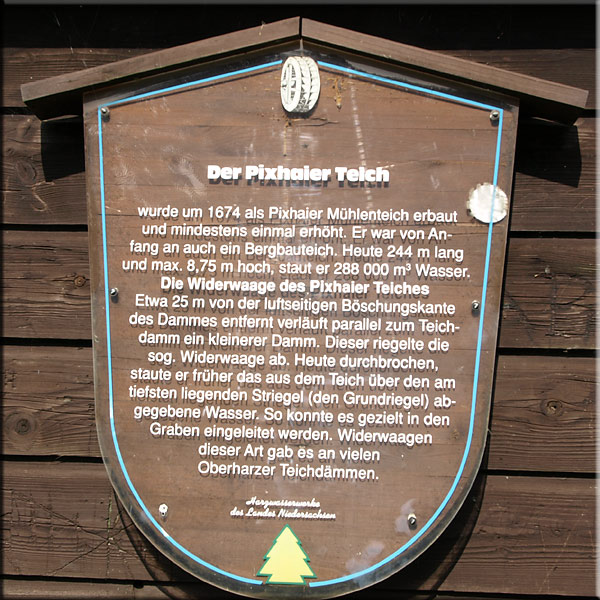 Der Pixhaier Teich
wurde um 1674 als Pixhaier Mühlenteich erbaut
und mindestens einmal erhöht. Er war von An-
fang an auch ein Bergbauteich. Heute 244 m lang
und max. 8,75 m hoch, staut er 288 000 m³ Wasser.
Die Widerwaage des Pixhaier Teiches
Etwa 25 m von der luftseitigen Böschungskante
des Dammes entfernt verläuft parallel zum Teich-
damm ein kleinerer Damm. Dieser riegelte die
sog. Widerwaage ab. Heute durchbrochen,
staute er früher das aus dem Teich über den am
tiefsten liegenden Striegel (den Grundriegel) ab-
gegebene Wasser. So konnte es gezielt in den
Graben eingeleitet werden. Widerwaagen
dieser Art gab es an vielen
Oberharzer Teichdämmen.
Harzwasserwerke
des Landes Niedersachsen